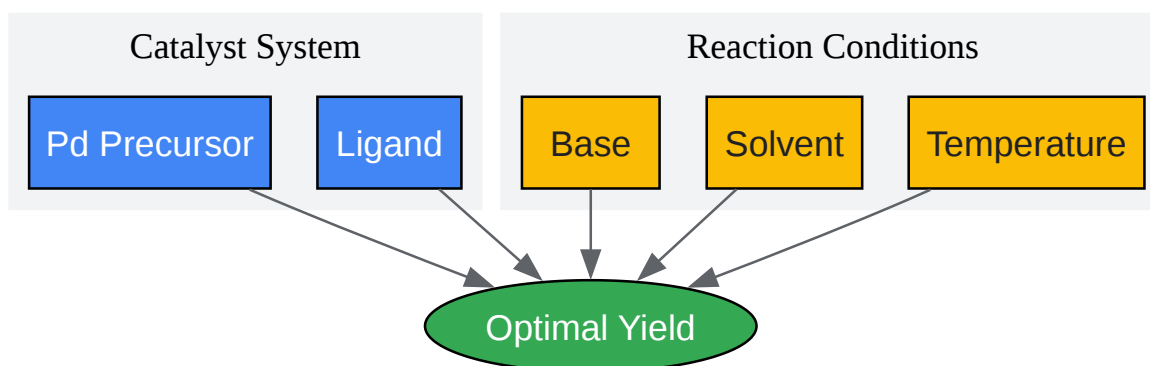 Catalyst System
Reaction Conditions
Pd Precursor
Ligand
Base
Solvent
Temperature
Optimal Yield